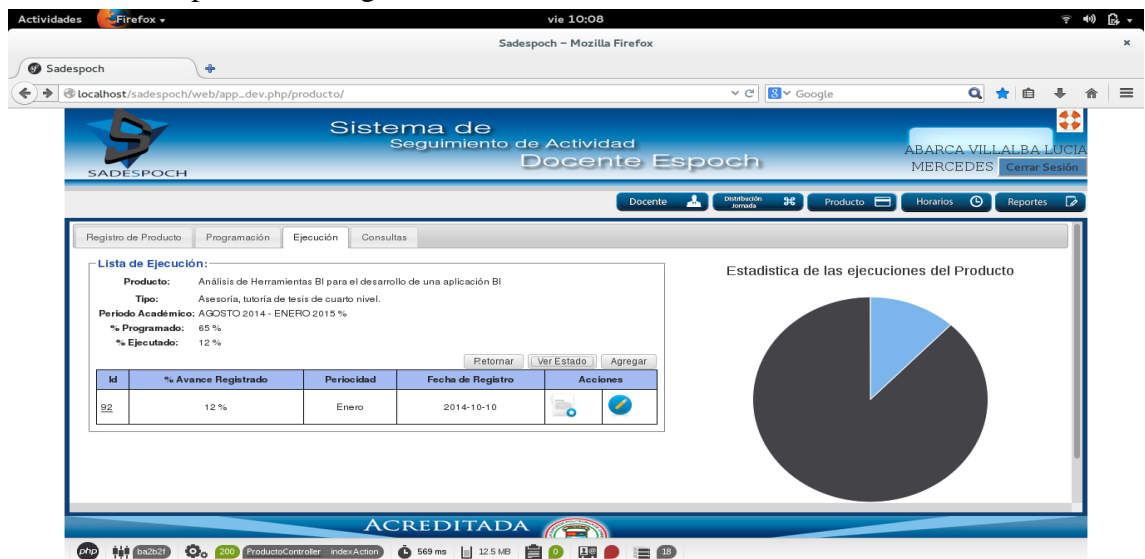 Actividades Firefox vie 10:08
Sadespoch - Mozilla Firefox
Sadespoch
localhost/sadespoch/web/app_dev.php/producto/ Google
Sistema de
Seguimiento de Actividad
Docente Espoch
SADESPOCH
ABARCA VILLALBA LUCIA
MERCEDES Cerrar Sesión
Docente Distribución Jornada Producto Horarios Reportes
Registro de Producto Programación Ejecución Consultas
Lista de Ejecución:
Producto: Análisis de Herramientas BI para el desarrollo de una aplicación BI
Tipo: Asesoría, tutoría de tesis de cuarto nivel.
Periodo Académico: AGOSTO 2014 - ENERO 2015 %
% Programado: 65 %
% Ejecutado: 12 %
Retornar Ver Estado Agregar
Id % Avance Registrado Periocidad Fecha de Registro Acciones
92 12 % Enero 2014-10-10
Estadistica de las ejecuciones del Producto
ACREDITADA
php ba2b2f 200 ProductoController indexAction 569 ms 12.5 MB 0 18